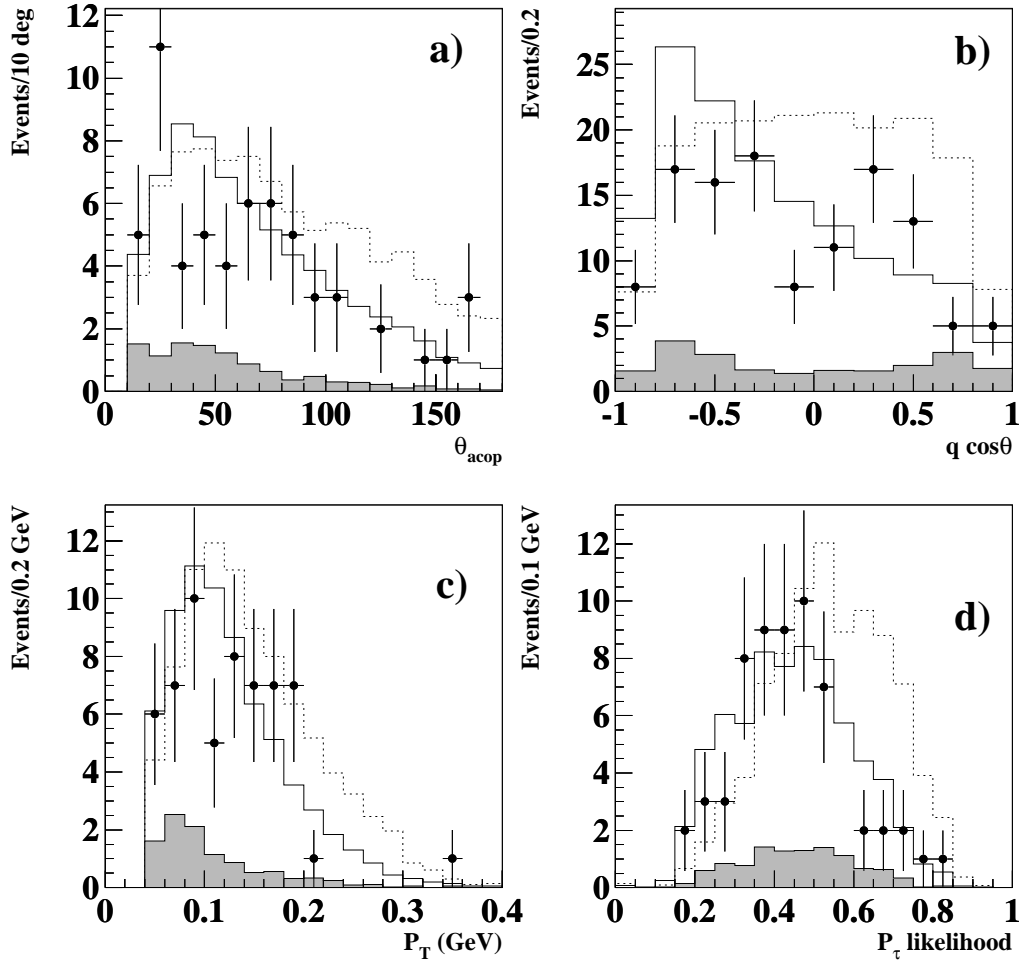 Events/10 deg
a)
0
2
4
6
8
10
12
0 50 100 150
θacop
Events/0.2
b)
0
5
10
15
20
25
-1 -0.5 0 0.5 1
q cosθ
Events/0.2 GeV
c)
0
2
4
6
8
10
12
0 0.1 0.2 0.3 0.4
P_T (GeV)
Events/0.1 GeV
d)
0
2
4
6
8
10
12
0 0.2 0.4 0.6 0.8 1
P_τ likelihood